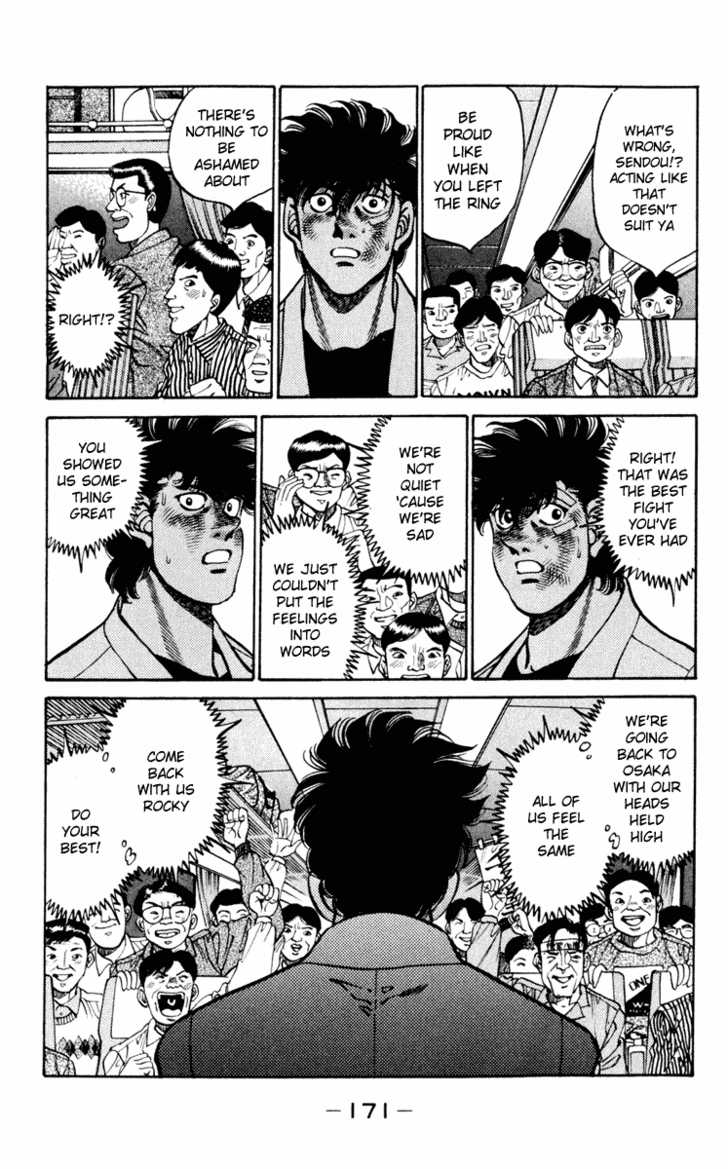 WHAT'S
WRONG,
SENDOU!?
ACTING LIKE
THAT
DOESN'T
SUIT YA
BE
PROUD
LIKE
WHEN
YOU LEFT
THE RING
THERE'S
NOTHING TO
BE
ASHAMED
ABOUT
RIGHT!?
RIGHT!
THAT WAS
THE BEST
FIGHT
YOU'VE
EVER HAD
WE'RE
NOT
QUIET
'CAUSE
WE'RE
SAD
WE JUST
COULDN'T
PUT THE
FEELINGS
INTO
WORDS
YOU
SHOWED
US SOME-
THING
GREAT
WE'RE
GOING
BACK TO
OSAKA
WITH OUR
HEADS
HELD
HIGH
ALL OF
US FEEL
THE
SAME
COME
BACK
WITH US
ROCKY
DO
YOUR
BEST!
-171-